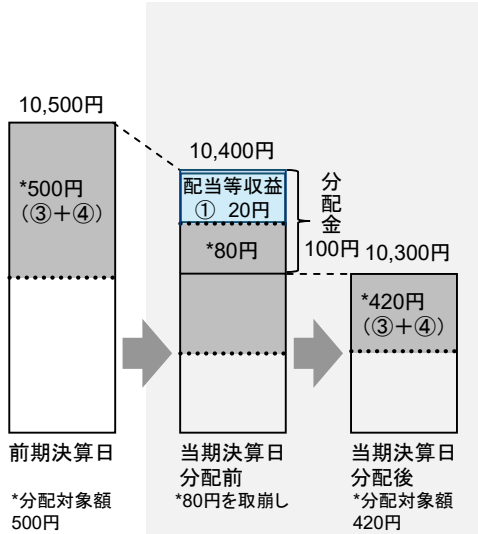 10,500円
*500円
(③+④)
前期決算日
*分配対象額
500円
10,400円
配当等収益
① 20円
*80円
分配金
100円
当期決算日
分配前
*80円を取崩し
10,300円
*420円
(③+④)
当期決算日
分配後
*分配対象額
420円